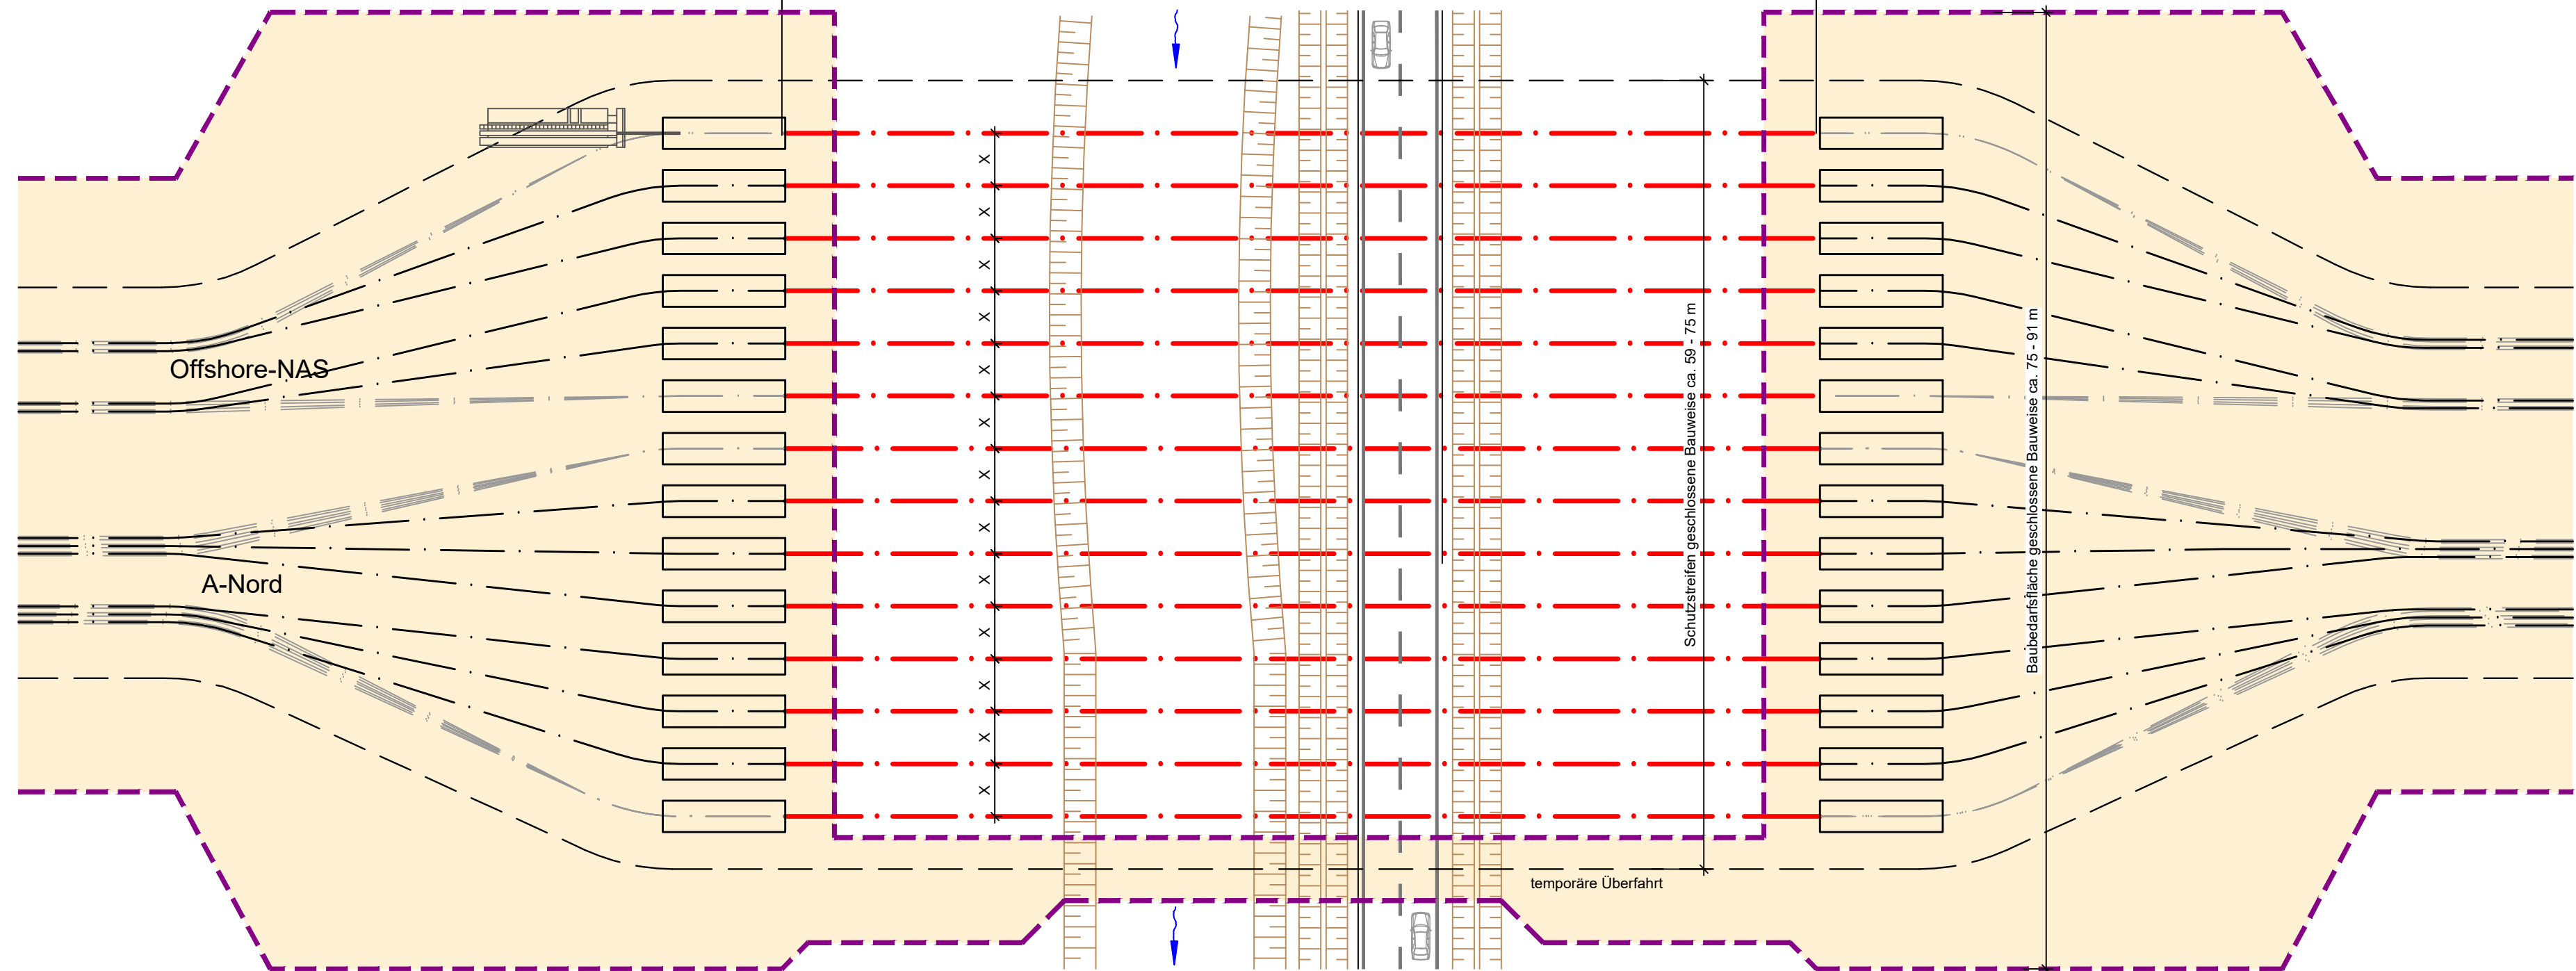 Offshore-NAS
A-Nord
X
X
X
X
X
X
X
X
X
X
X
X
X
Schutzstreifen geschlossene Bauweise ca. 59 - 75 m
Baubedarfsfläche geschlossene Bauweise ca. 75 - 91 m
temporäre Überfahrt